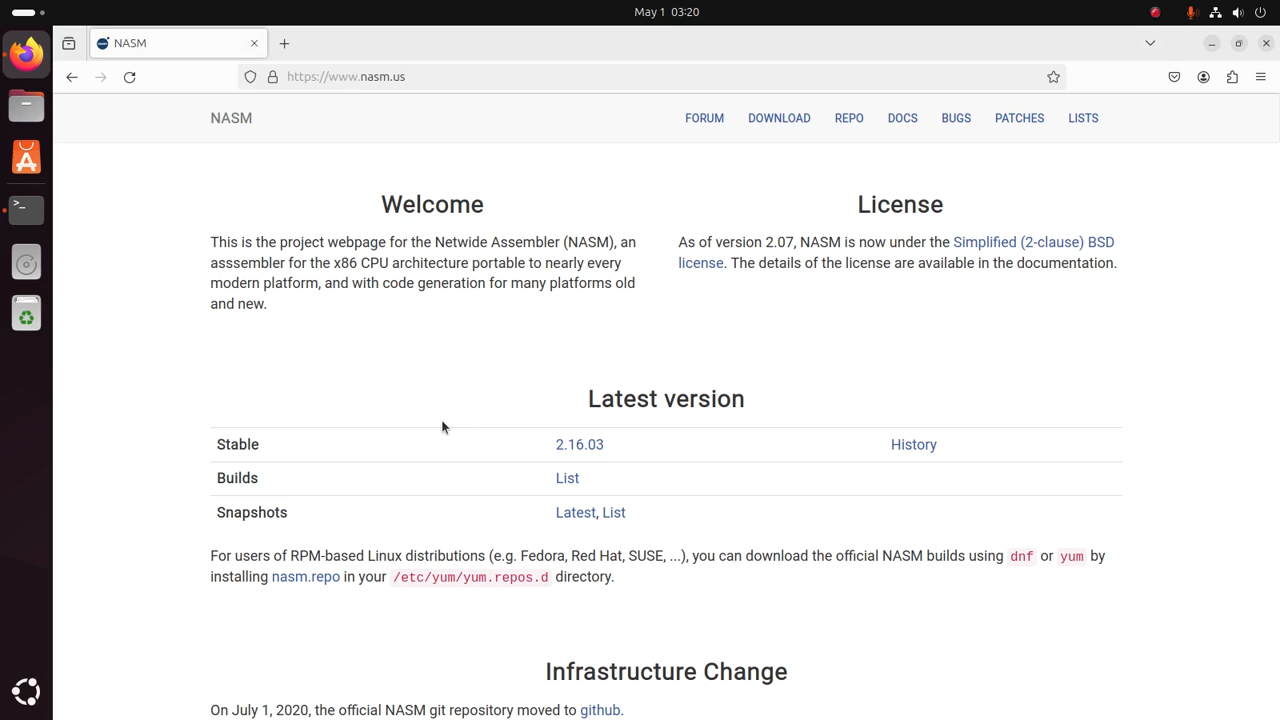 May 1 03:20
NASM
https://www.nasm.us
NASM FORUM DOWNLOAD REPO DOCS BUGS PATCHES LISTS
Welcome
This is the project webpage for the Netwide Assembler (NASM), an
asssembler for the x86 CPU architecture portable to nearly every
modern platform, and with code generation for many platforms old
and new.
License
As of version 2.07, NASM is now under the Simplified (2-clause) BSD
license. The details of the license are available in the documentation.
Latest version
Stable 2.16.03 History
Builds List
Snapshots Latest, List
For users of RPM-based Linux distributions (e.g. Fedora, Red Hat, SUSE, ...), you can download the official NASM builds using dnf or yum by
installing nasm.repo in your /etc/yum/yum.repos.d directory.
Infrastructure Change
On July 1, 2020, the official NASM git repository moved to github.